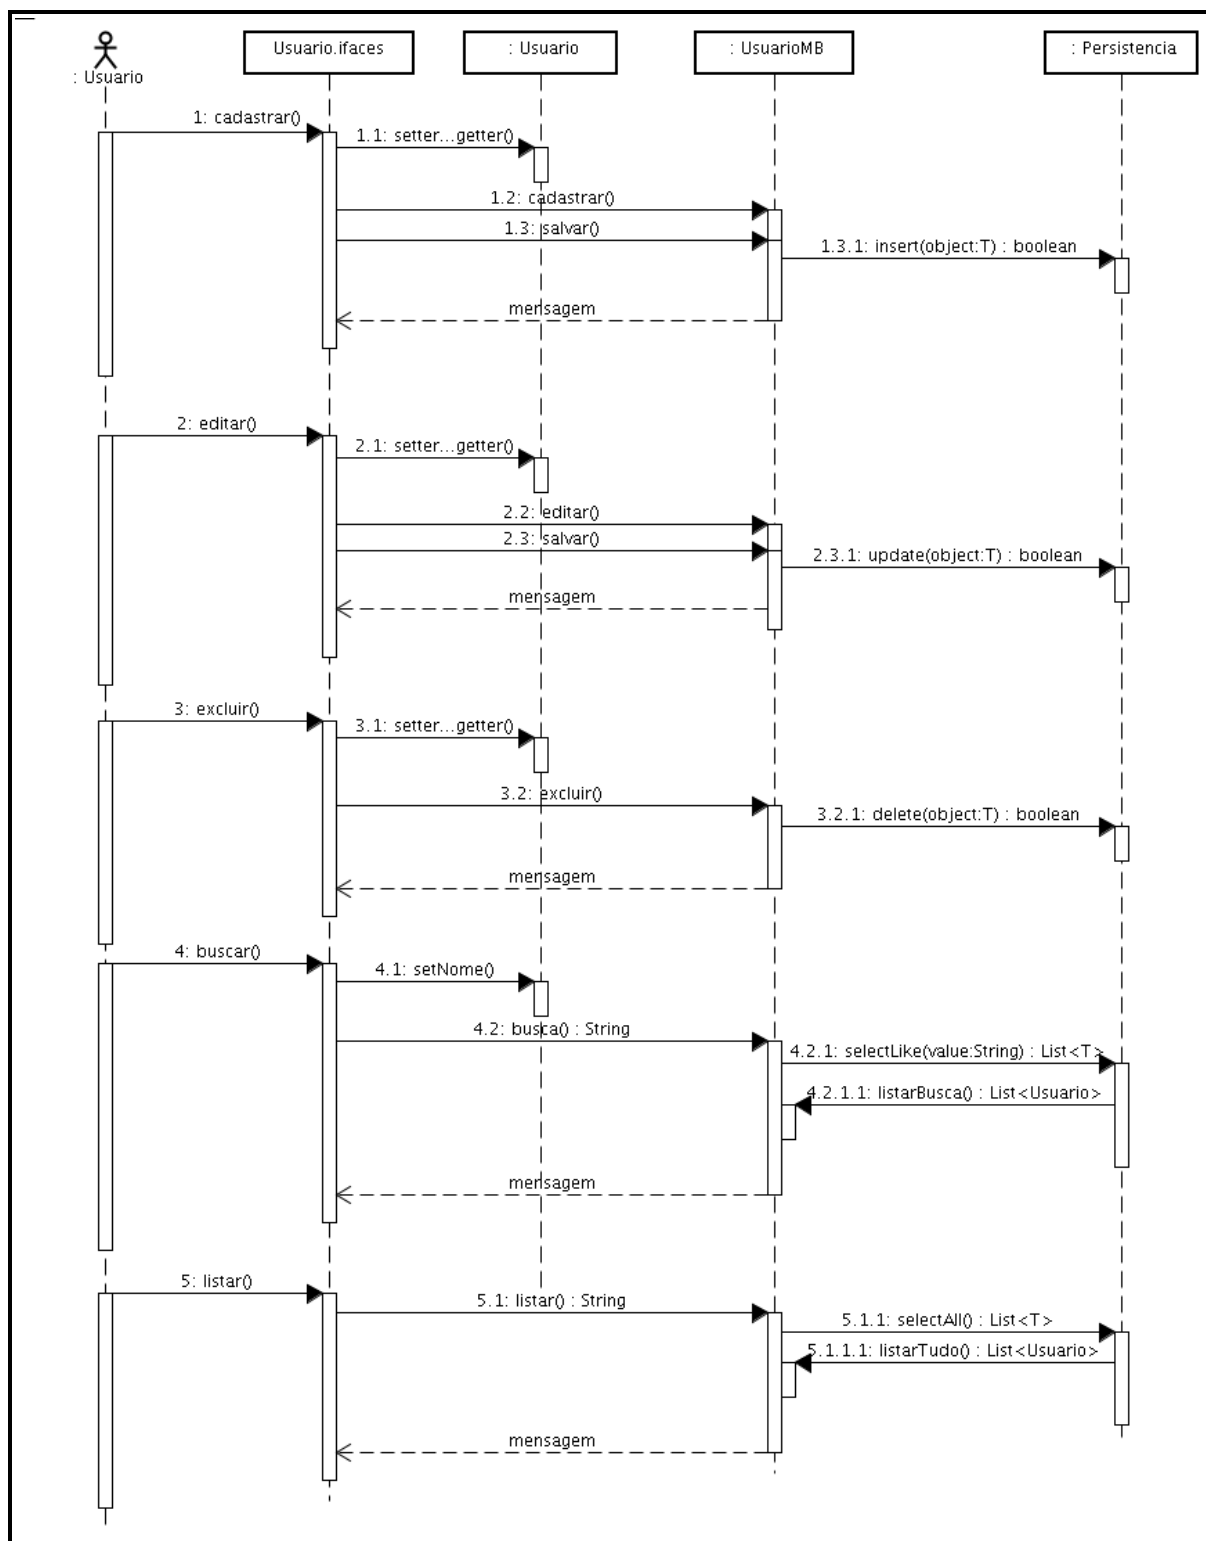 : Usuario
Usuario.ifaces
: Usuario
: UsuarioMB
: Persistencia
1: cadastrar()
1.1: setter...getter()
1.2: cadastrar()
1.3: salvar()
1.3.1: insert(object:T) : boolean
mensagem
2: editar()
2.1: setter...getter()
2.2: editar()
2.3: salvar()
2.3.1: update(object:T) : boolean
mensagem
3: excluir()
3.1: setter...getter()
3.2: excluir()
3.2.1: delete(object:T) : boolean
mensagem
4: buscar()
4.1: setNome()
4.2: busca() : String
4.2.1: selectLike(value:String) : List<T>
4.2.1.1: listarBusca() : List<Usuario>
mensagem
5: listar()
5.1: listar() : String
5.1.1: selectAll() : List<T>
5.1.1.1: listarTudo() : List<Usuario>
mensagem